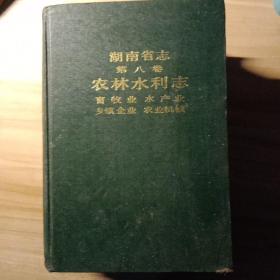 湖南省志
第八卷
农林水利志
畜牧业 水产业
乡镇企业 农业机械